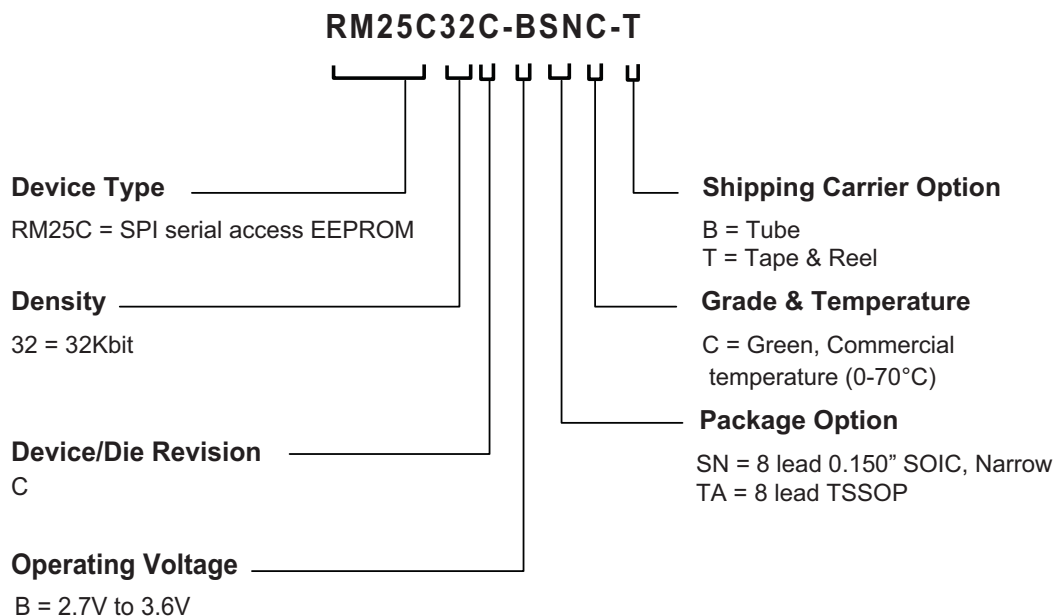 RM25C32C-BSNC-T
Device Type
RM25C = SPI serial access EEPROM
Density
32 = 32Kbit
Device/Die Revision
C
Operating Voltage
B = 2.7V to 3.6V
Shipping Carrier Option
B = Tube
T = Tape & Reel
Grade & Temperature
C = Green, Commercial
temperature (0-70°C)
Package Option
SN = 8 lead 0.150” SOIC, Narrow
TA = 8 lead TSSOP